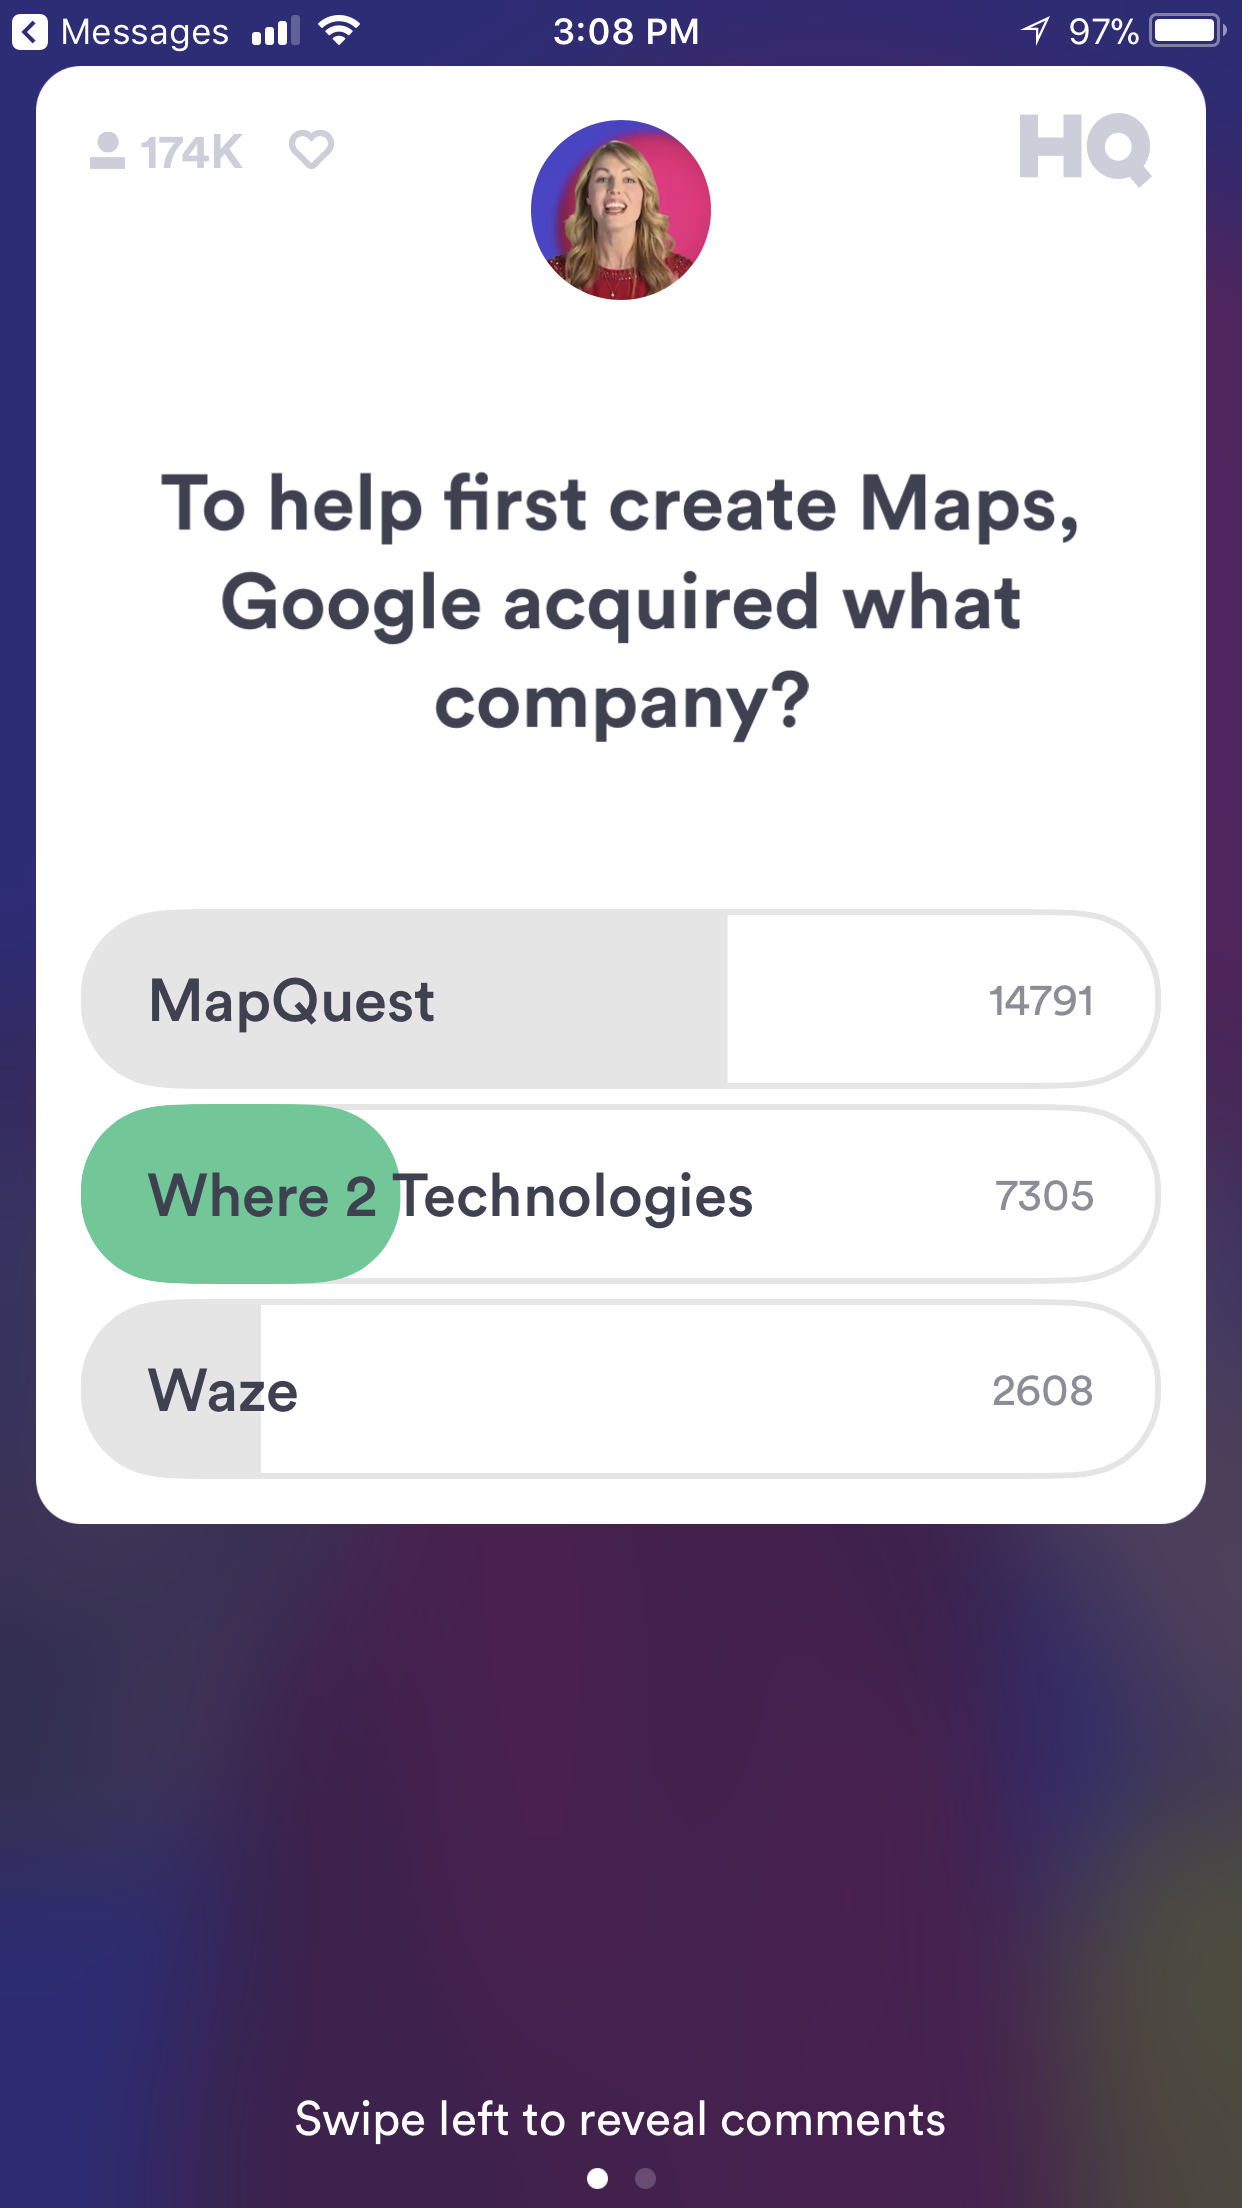 Messages 3:08 PM 97%
174K HQ
To help first create Maps,
Google acquired what
company?
MapQuest 14791
Where 2 Technologies 7305
Waze 2608
Swipe left to reveal comments